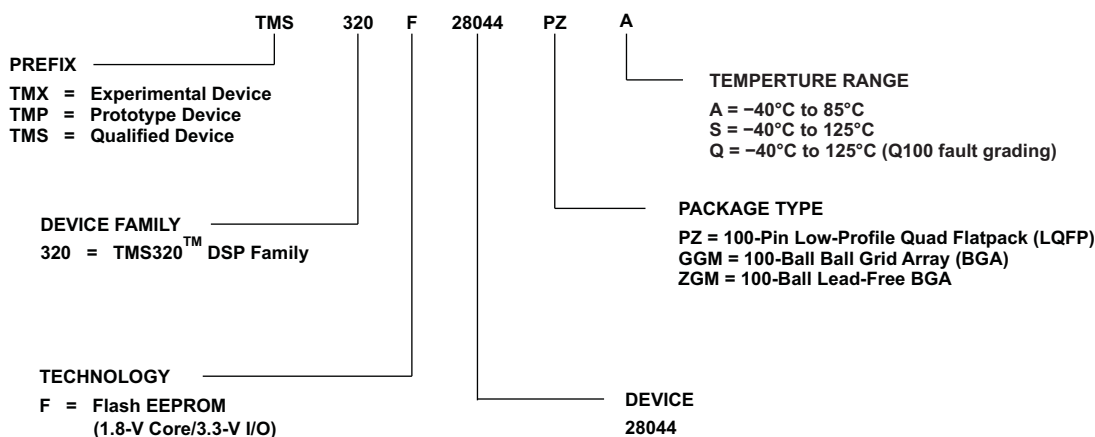 TMS 320 F 28044 PZ A
PREFIX
TMX = Experimental Device
TMP = Prototype Device
TMS = Qualified Device
TEMPERTURE RANGE
A = −40°C to 85°C
S = −40°C to 125°C
Q = −40°C to 125°C (Q100 fault grading)
DEVICE FAMILY
320 = TMS320™ DSP Family
PACKAGE TYPE
PZ = 100-Pin Low-Profile Quad Flatpack (LQFP)
GGM = 100-Ball Ball Grid Array (BGA)
ZGM = 100-Ball Lead-Free BGA
TECHNOLOGY
F = Flash EEPROM
(1.8-V Core/3.3-V I/O)
DEVICE
28044